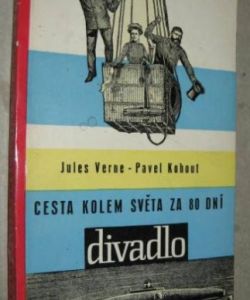 Jules Verne - Pavel Kohout
CESTA KOLEM SVĚTA ZA 80 DNÍ
divadlo